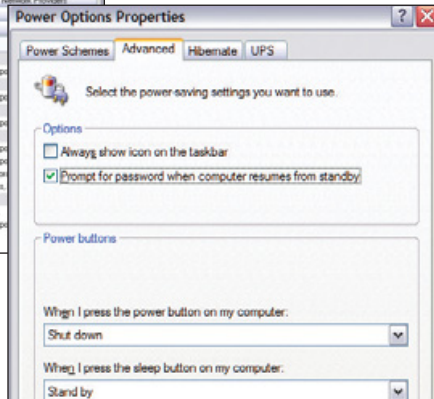 Network Providers
Power Options Properties
Power Schemes Advanced Hibernate UPS
Select the power-saving settings you want to use.
Options
Always show icon on the taskbar
Prompt for password when computer resumes from standby
Power buttons
When I press the power button on my computer:
Shut down
When I press the sleep button on my computer:
Stand by